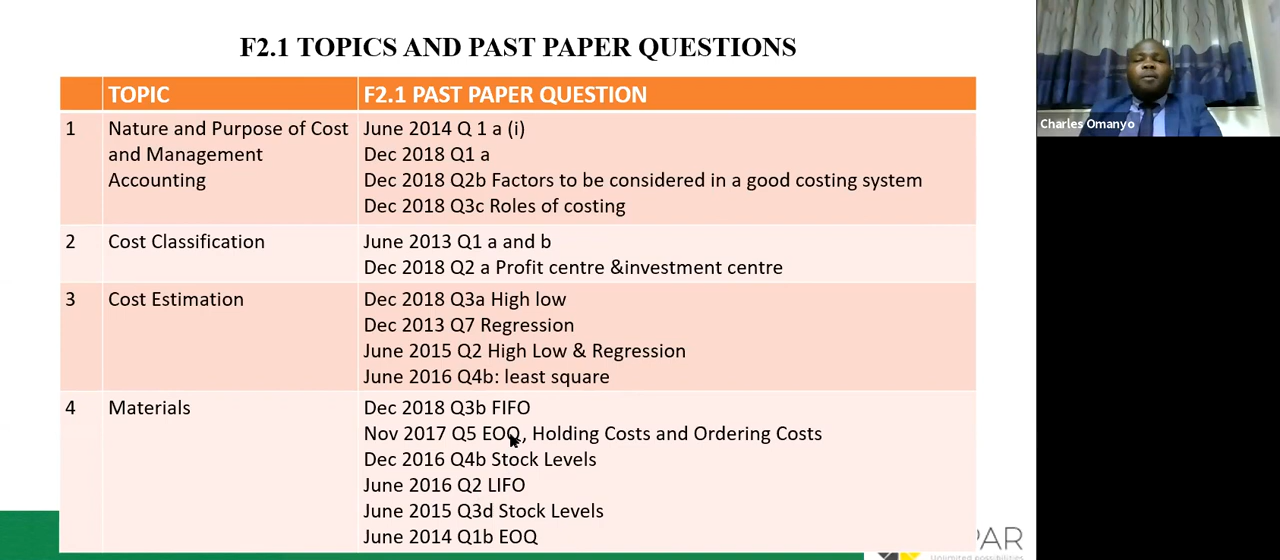 F2.1 TOPICS AND PAST PAPER QUESTIONS
TOPIC
F2.1 PAST PAPER QUESTION
1
Nature and Purpose of Cost
and Management
Accounting
June 2014 Q 1 a (i)
Dec 2018 Q1 a
Dec 2018 Q2b Factors to be considered in a good costing system
Dec 2018 Q3c Roles of costing
2
Cost Classification
June 2013 Q1 a and b
Dec 2018 Q2 a Profit centre &investment centre
3
Cost Estimation
Dec 2018 Q3a High low
Dec 2013 Q7 Regression
June 2015 Q2 High Low & Regression
June 2016 Q4b: least square
4
Materials
Dec 2018 Q3b FIFO
Nov 2017 Q5 EOQ, Holding Costs and Ordering Costs
Dec 2016 Q4b Stock Levels
June 2016 Q2 LIFO
June 2015 Q3d Stock Levels
June 2014 Q1b EOQ
Charles Omanyo
Unlimited possibilities